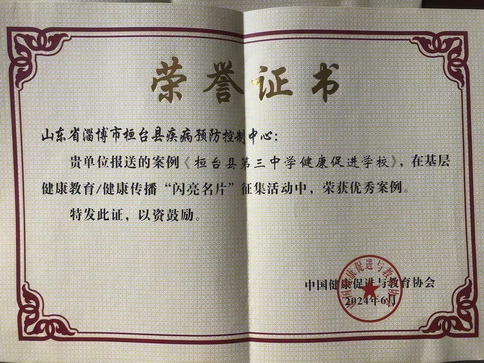 荣誉证书
山东省淄博市桓台县疾病预防控制中心：
贵单位报送的案例《桓台县第三中学健康促进学校》，在基层
健康教育/健康传播“闪亮名片”征集活动中，荣获优秀案例。
特发此证，以资鼓励。
中国健康促进与教育协会
2024年6月